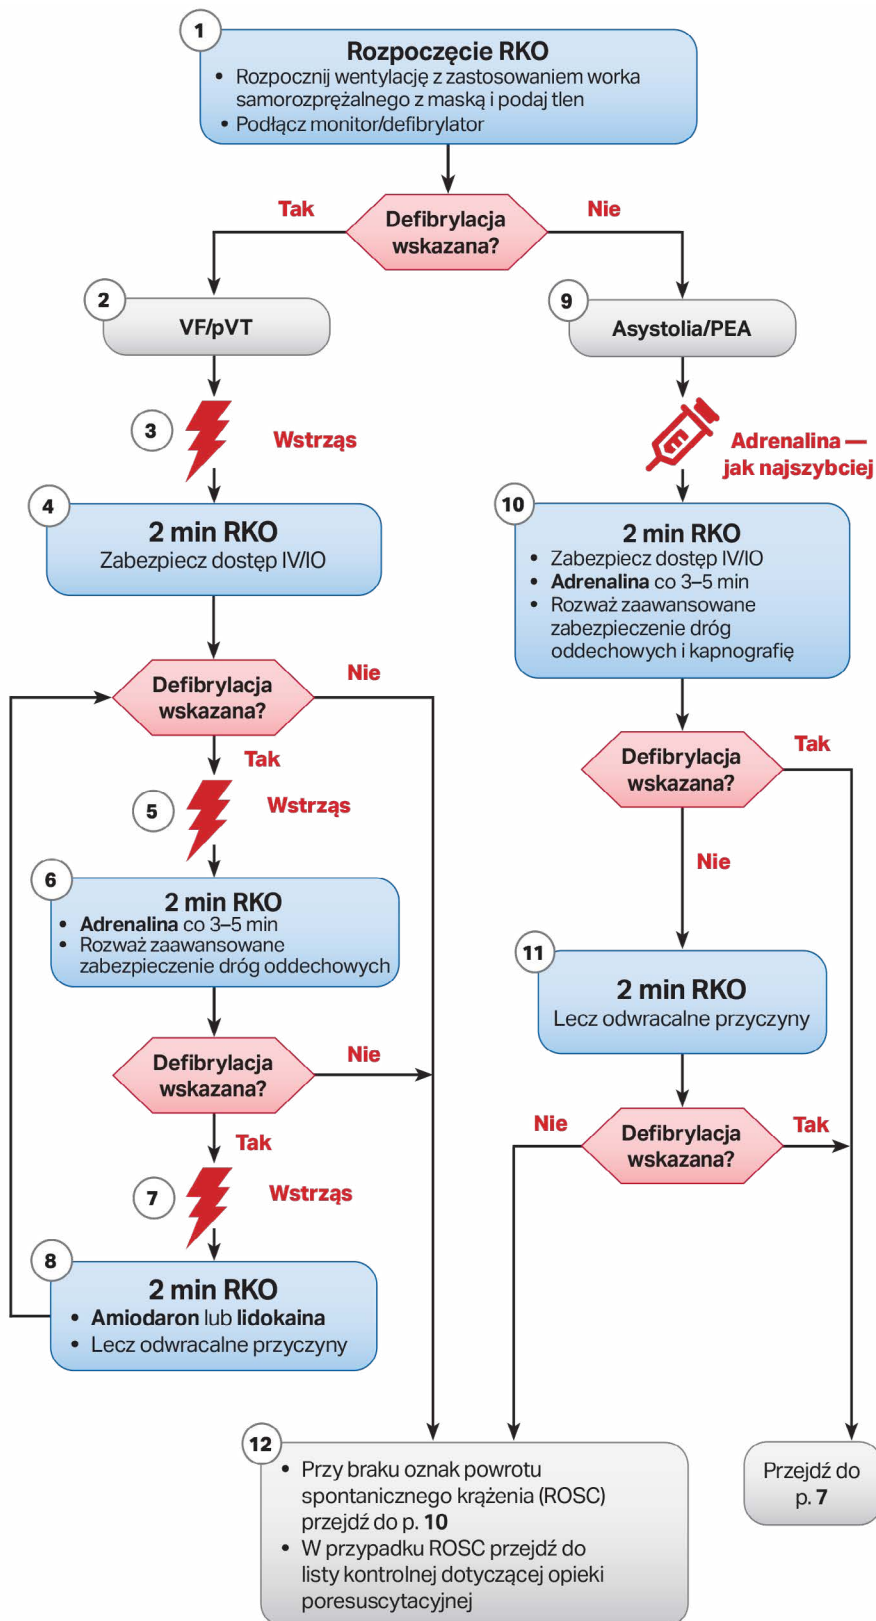 1
Rozpoczęcie RKO
• Rozpocznij wentylację z zastosowaniem worka
samorozprężalnego z maską i podaj tlen
• Podłącz monitor/defibrylator
Tak
Defibrylacja
wskazana?
Nie
2
VF/pVT
9
Asystolia/PEA
3
Wstrząs
Adrenalina —
jak najszybciej
4
2 min RKO
Zabezpiecz dostęp IV/IO
10
2 min RKO
• Zabezpiecz dostęp IV/IO
• Adrenalina co 3–5 min
• Rozważ zaawansowane
zabezpieczenie dróg
oddechowych i kapnografię
Defibrylacja
wskazana?
Nie
Tak
5
Wstrząs
Defibrylacja
wskazana?
Tak
Nie
6
2 min RKO
• Adrenalina co 3–5 min
• Rozważ zaawansowane
zabezpieczenie dróg oddechowych
11
2 min RKO
Lecz odwracalne przyczyny
Defibrylacja
wskazana?
Nie
Tak
Nie
Defibrylacja
wskazana?
Tak
7
Wstrząs
8
2 min RKO
• Amiodaron lub lidokaina
• Lecz odwracalne przyczyny
12
• Przy braku oznak powrotu
spontanicznego krążenia (ROSC)
przejdź do p. 10
• W przypadku ROSC przejdź do
listy kontrolnej dotyczącej opieki
poresuscytacyjnej
Przejdź do
p. 7